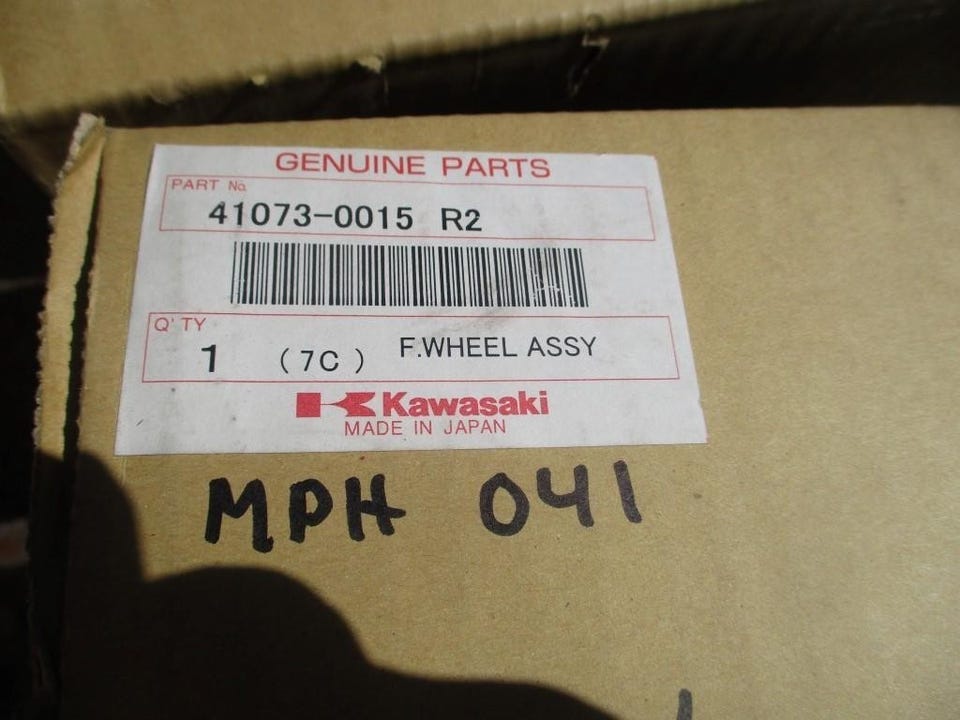 GENUINE PARTS
PART No.
41073-0015 R2
Q'TY
1 (7C) F.WHEEL ASSY
Kawasaki
MADE IN JAPAN
MPH 041